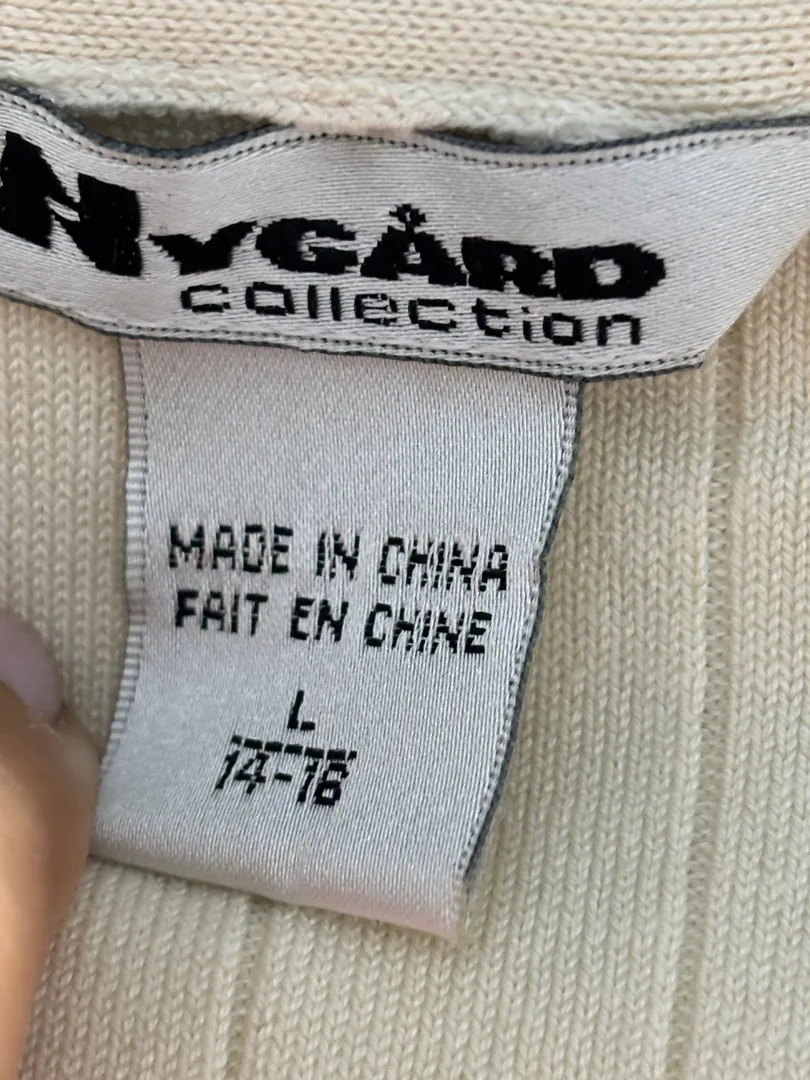 NYGÅRD
collection
MADE IN CHINA
FAIT EN CHINE
L
14-16